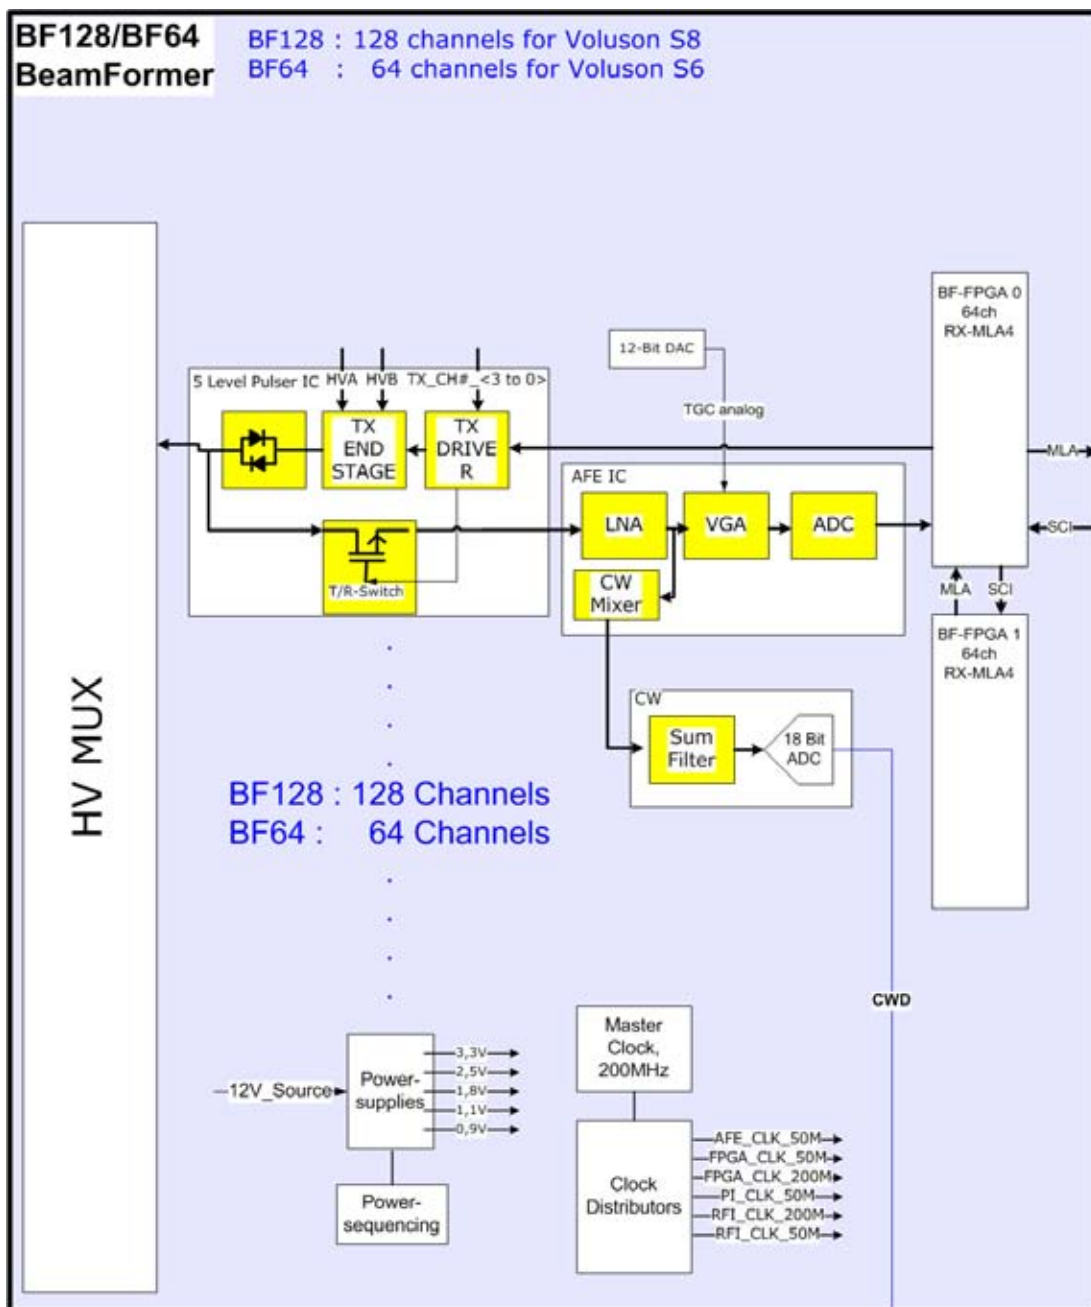 BF128/BF64
BeamFormer
BF128 : 128 channels for Voluson S8
BF64 : 64 channels for Voluson S6
HV MUX
5 Level Pulser IC
HVA
HVB
TX_CH#_<3 to 0>
TX
END
STAGE
TX
DRIVE
R
T/R-Switch
12-Bit DAC
TGC analog
AFE IC
LNA
VGA
ADC
CW
Mixer
CW
Sum
Filter
18 Bit
ADC
BF-FPGA 0
64ch
RX-MLA4
MLA
SCI
MLA
SCI
BF-FPGA 1
64ch
RX-MLA4
BF128 : 128 Channels
BF64 : 64 Channels
CWD
12V_Source
Power-
supplies
3,3V
2,5V
1,8V
1,1V
0,9V
Power-
sequencing
Master
Clock,
200MHz
Clock
Distributors
AFE_CLK_50M
FPGA_CLK_50M
FPGA_CLK_200M
PI_CLK_50M
RFI_CLK_200M
RFI_CLK_50M